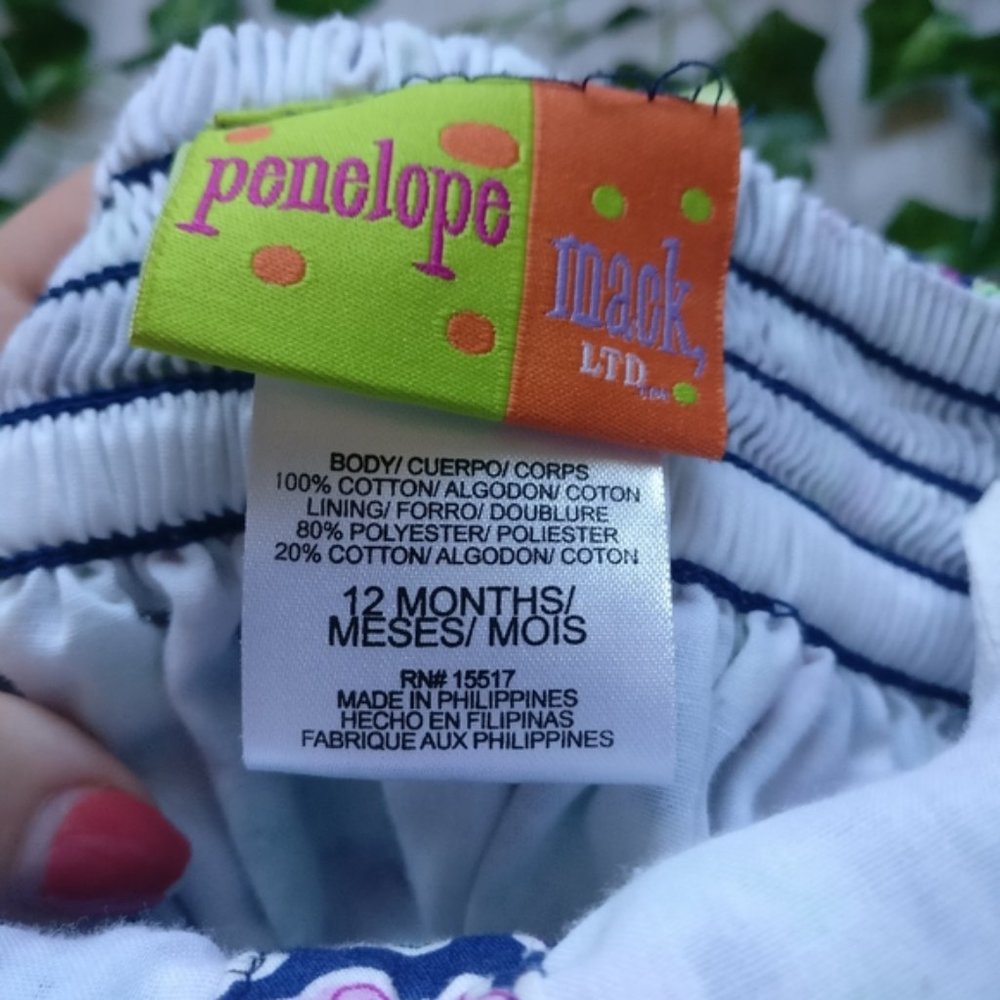 penelope
mack,
LTD
BODY/ CUERPO/ CORPS
100% COTTON/ ALGODON/ COTON
LINING/ FORRO/ DOUBLURE
80% POLYESTER/ POLIESTER
20% COTTON/ ALGODON/ COTON
12 MONTHS/
MESES/ MOIS
RN# 15517
MADE IN PHILIPPINES
HECHO EN FILIPINAS
FABRIQUE AUX PHILIPPINES